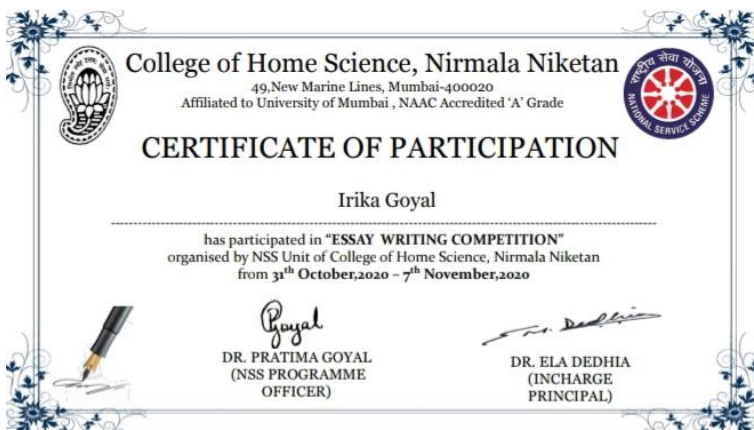 College of Home Science, Nirmala Niketan
49,New Marine Lines, Mumbai-400020
Affiliated to University of Mumbai , NAAC Accredited ‘A’ Grade
राष्ट्रीय सेवा योजना
NATIONAL SERVICE SCHEME
CERTIFICATE OF PARTICIPATION
Irika Goyal
has participated in “ESSAY WRITING COMPETITION”
organised by NSS Unit of College of Home Science, Nirmala Niketan
from 31th October,2020 – 7th November,2020
Goyal
DR. PRATIMA GOYAL
(NSS PROGRAMME
OFFICER)
Dedhia
DR. ELA DEDHIA
(INCHARGE
PRINCIPAL)